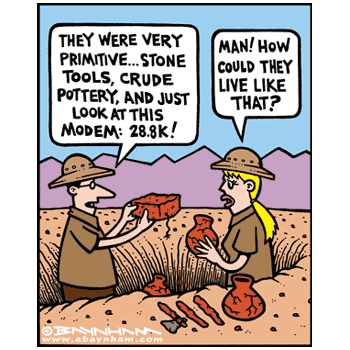 THEY WERE VERY
PRIMITIVE...STONE
TOOLS, CRUDE
POTTERY, AND JUST
LOOK AT THIS
MODEM: 28.8K!
MAN! HOW
COULD THEY
LIVE LIKE
THAT?
© BAYNHAM
www.ebaynham.com